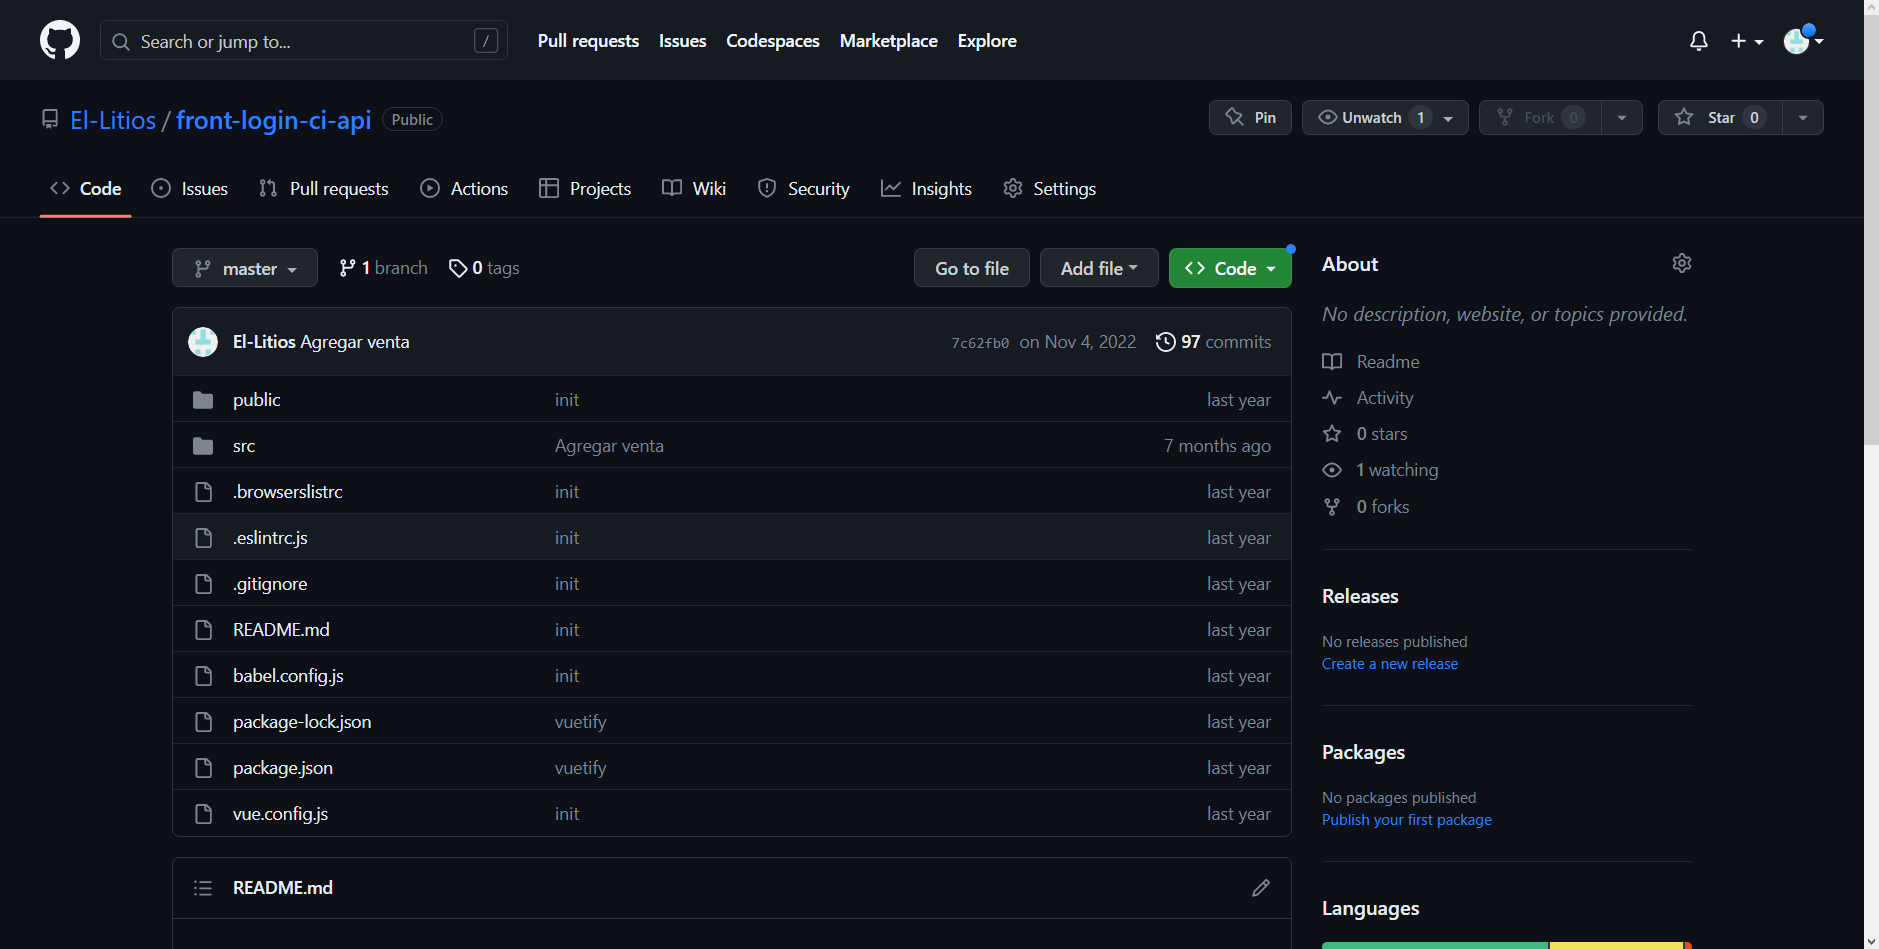 Search or jump to... / Pull requests Issues Codespaces Marketplace Explore
El-Litios / front-login-ci-api Public Pin Unwatch 1 Fork 0 Star 0
Code Issues Pull requests Actions Projects Wiki Security Insights Settings
master 1 branch 0 tags Go to file Add file Code
El-Litios Agregar venta 7c62fb0 on Nov 4, 2022 97 commits
public init last year
src Agregar venta 7 months ago
.browserslistrc init last year
.eslintrc.js init last year
.gitignore init last year
README.md init last year
babel.config.js init last year
package-lock.json vuetify last year
package.json vuetify last year
vue.config.js init last year
README.md
About
No description, website, or topics provided.
Readme
Activity
0 stars
1 watching
0 forks
Releases
No releases published
Create a new release
Packages
No packages published
Publish your first package
Languages